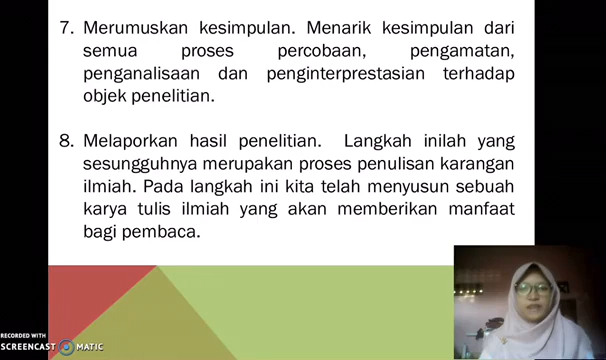 7. Merumuskan kesimpulan. Menarik kesimpulan dari
semua proses percobaan, pengamatan,
penganalisaan dan penginterprestasian terhadap
objek penelitian.
8. Melaporkan hasil penelitian. Langkah inilah yang
sesungguhnya merupakan proses penulisan karangan
ilmiah. Pada langkah ini kita telah menyusun sebuah
karya tulis ilmiah yang akan memberikan manfaat
bagi pembaca.
RECORDED WITH
SCREENCAST MATIC